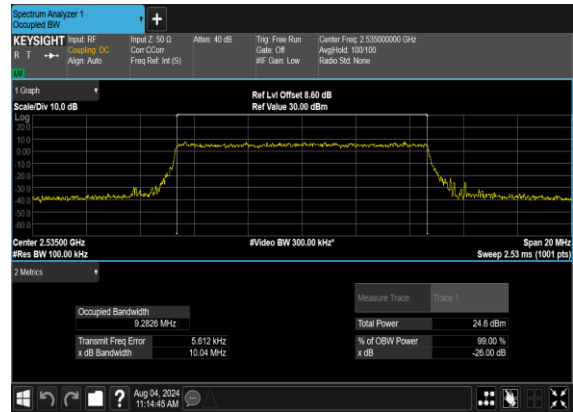 Spectrum Analyzer 1
Occupied BW
KEYSIGHT Input: RF Input Z: 50 Ω Atten: 40 dB Trig: Free Run Center Freq: 2.535000000 GHz
R T Coupling: DC Corr CCorr Gate: Off Avg|Hold: 100/100
Align: Auto Freq Ref: Int (S) #IF Gain: Low Radio Std: None
LW
1 Graph
Ref Lvl Offset 8.60 dB
Scale/Div 10.0 dB Ref Value 30.00 dBm
Log
20.0
10.0
0.00
-10.0
-20.0
-30.0
-40.0
-50.0
-60.0
Center 2.53500 GHz #Video BW 300.00 kHz* Span 20 MHz
#Res BW 100.00 kHz Sweep 2.53 ms (1001 pts)
2 Metrics
Measure Trace Trace 1
Occupied Bandwidth
9.2826 MHz Total Power 24.6 dBm
Transmit Freq Error 5.612 kHz % of OBW Power 99.00 %
x dB Bandwidth 10.04 MHz x dB -26.00 dB
Aug 04, 2024
11:14:45 AM